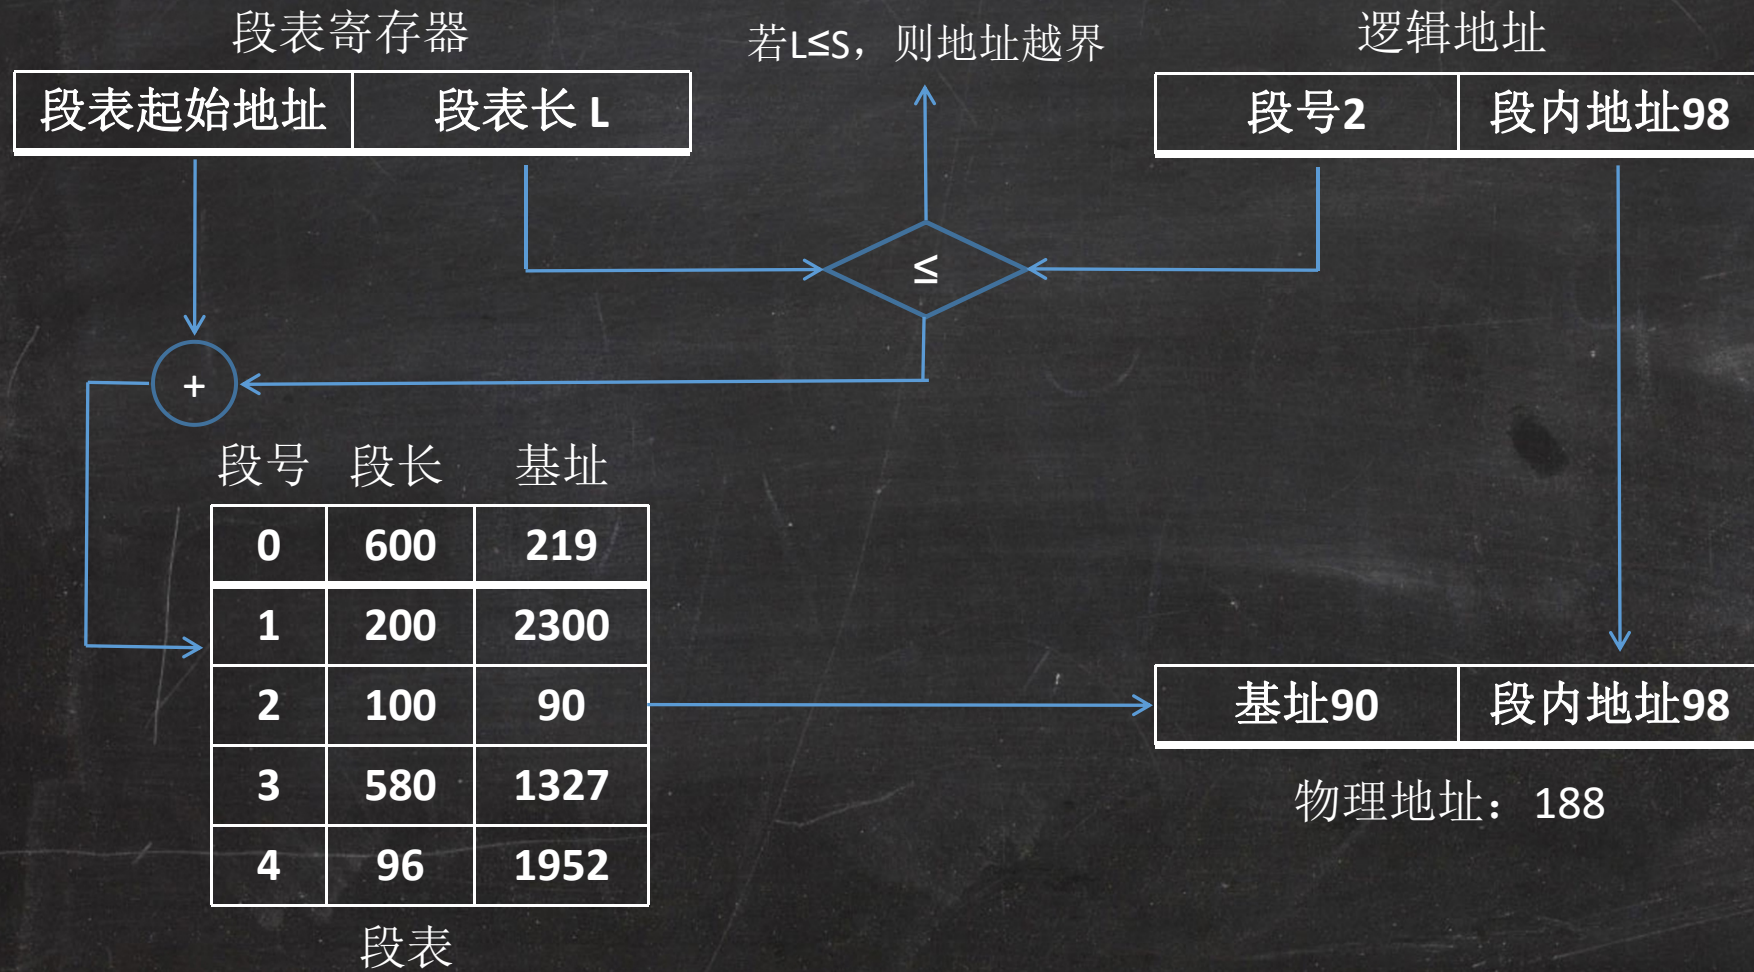 段表寄存器
若L≤S，则地址越界
逻辑地址
段表起始地址 段表长 L
段号2 段内地址98
≤
+
段号 段长 基址
0 600 219
1 200 2300
2 100 90
3 580 1327
4 96 1952
段表
基址90 段内地址98
物理地址：188